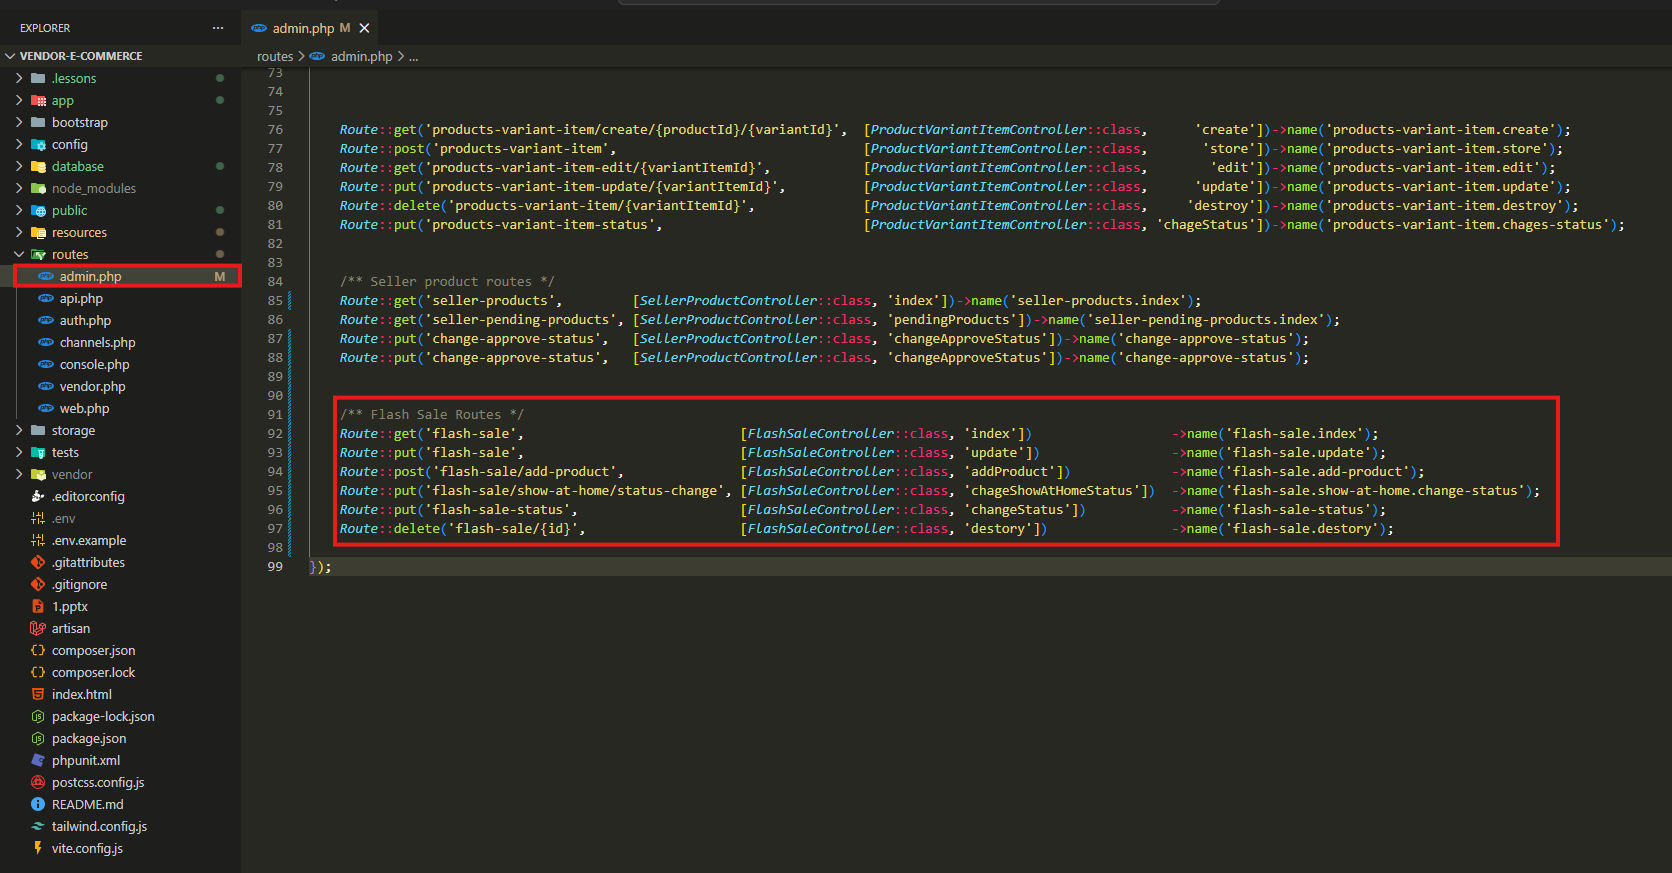 EXPLORER
···
VENDOR-E-COMMERCE
.lessons
app
bootstrap
config
database
node_modules
public
resources
routes
admin.php M
api.php
auth.php
channels.php
console.php
vendor.php
web.php
storage
tests
vendor
.editorconfig
.env
.env.example
.gitattributes
.gitignore
1.pptx
artisan
composer.json
composer.lock
index.html
package-lock.json
package.json
phpunit.xml
postcss.config.js
README.md
tailwind.config.js
vite.config.js
admin.php M
routes > admin.php > ...
73
74
75
76 Route::get('products-variant-item/create/{productId}/{variantId}', [ProductVariantItemController::class, 'create'])->name('products-variant-item.create');
77 Route::post('products-variant-item', [ProductVariantItemController::class, 'store'])->name('products-variant-item.store');
78 Route::get('products-variant-item-edit/{variantItemId}', [ProductVariantItemController::class, 'edit'])->name('products-variant-item.edit');
79 Route::put('products-variant-item-update/{variantItemId}', [ProductVariantItemController::class, 'update'])->name('products-variant-item.update');
80 Route::delete('products-variant-item/{variantItemId}', [ProductVariantItemController::class, 'destroy'])->name('products-variant-item.destroy');
81 Route::put('products-variant-item-status', [ProductVariantItemController::class, 'chageStatus'])->name('products-variant-item.chages-status');
82
83
84 /** Seller product routes */
85 Route::get('seller-products', [SellerProductController::class, 'index'])->name('seller-products.index');
86 Route::get('seller-pending-products', [SellerProductController::class, 'pendingProducts'])->name('seller-pending-products.index');
87 Route::put('change-approve-status', [SellerProductController::class, 'changeApproveStatus'])->name('change-approve-status');
88 Route::put('change-approve-status', [SellerProductController::class, 'changeApproveStatus'])->name('change-approve-status');
89
90
91 /** Flash Sale Routes */
92 Route::get('flash-sale', [FlashSaleController::class, 'index']) ->name('flash-sale.index');
93 Route::put('flash-sale', [FlashSaleController::class, 'update']) ->name('flash-sale.update');
94 Route::post('flash-sale/add-product', [FlashSaleController::class, 'addProduct']) ->name('flash-sale.add-product');
95 Route::put('flash-sale/show-at-home/status-change', [FlashSaleController::class, 'chageShowAtHomeStatus']) ->name('flash-sale.show-at-home.change-status');
96 Route::put('flash-sale-status', [FlashSaleController::class, 'changeStatus']) ->name('flash-sale-status');
97 Route::delete('flash-sale/{id}', [FlashSaleController::class, 'destory']) ->name('flash-sale.destory');
98
99 });